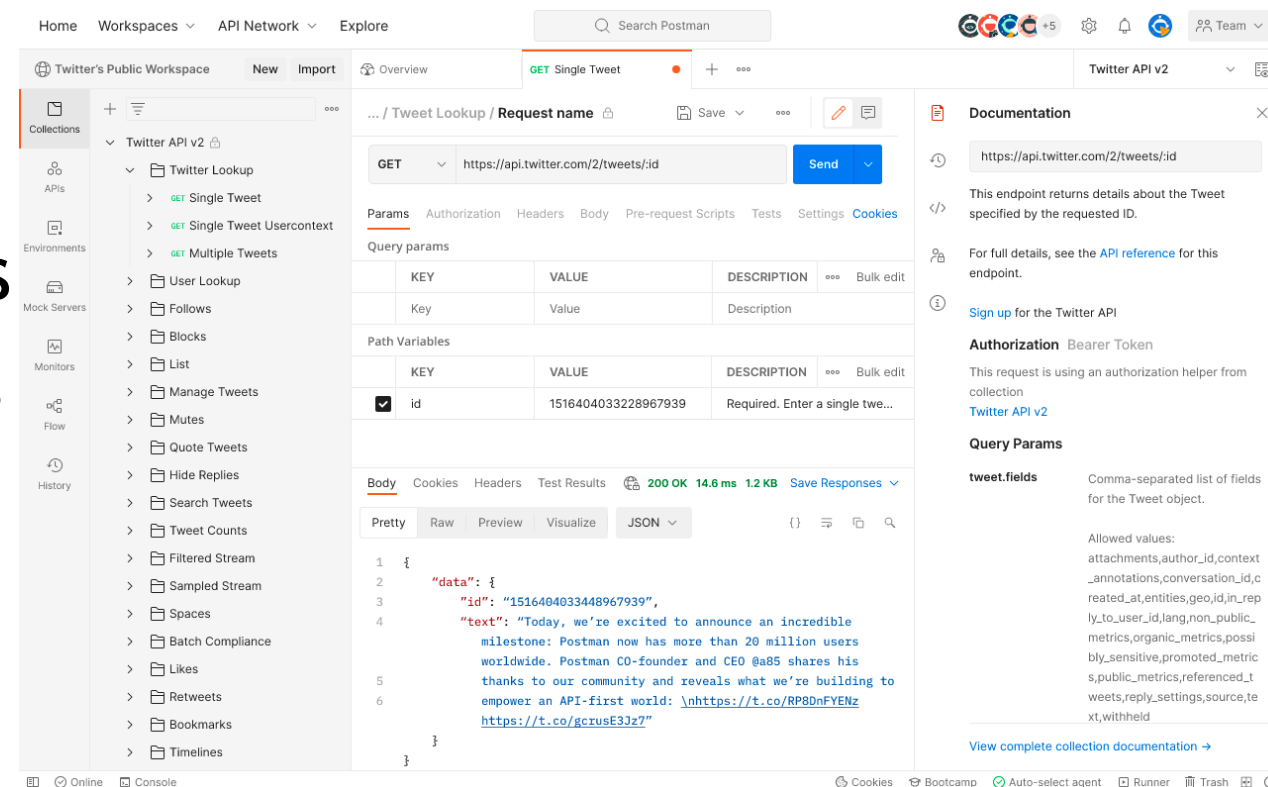 Home Workspaces API Network Explore Search Postman +5 Team
Twitter's Public Workspace New Import Overview GET Single Tweet Twitter API v2
Collections
APIs
Environments
Mock Servers
Monitors
Flow
History
Twitter API v2
Twitter Lookup
GET Single Tweet
GET Single Tweet Usercontext
GET Multiple Tweets
User Lookup
Follows
Blocks
List
Manage Tweets
Mutes
Quote Tweets
Hide Replies
Search Tweets
Tweet Counts
Filtered Stream
Sampled Stream
Spaces
Batch Compliance
Likes
Retweets
Bookmarks
Timelines
... / Tweet Lookup / Request name Save
GET https://api.twitter.com/2/tweets/:id Send
Params Authorization Headers Body Pre-request Scripts Tests Settings Cookies
Query params
KEY VALUE DESCRIPTION Bulk edit
Key Value Description
Path Variables
KEY VALUE DESCRIPTION Bulk edit
id 1516404033228967939 Required. Enter a single twe...
Body Cookies Headers Test Results 200 OK 14.6 ms 1.2 KB Save Responses
Pretty Raw Preview Visualize JSON {}
1 {
2 “data”: {
3 ”id”: “1516404033448967939”,
4 “text”: “Today, we’re excited to announce an incredible
milestone: Postman now has more than 20 million users
worldwide. Postman CO-founder and CEO @a85 shares his
5 thanks to our community and reveals what we’re building to
6 empower an API-first world: \nhttps://t.co/RP8DnFYENz
https://t.co/gcrusE3Jz7”
}
}
Documentation
https://api.twitter.com/2/tweets/:id
This endpoint returns details about the Tweet
specified by the requested ID.
For full details, see the API reference for this
endpoint.
Sign up for the Twitter API
Authorization Bearer Token
This request is using an authorization helper from
collection
Twitter API v2
Query Params
tweet.fields Comma-separated list of fields
for the Tweet object.
Allowed values:
attachments,author_id,context
_annotations,conversation_id,c
reated_at,entities,geo,id,in_rep
ly_to_user_id,lang,non_public_
metrics,organic_metrics,possi
bly_sensitive,promoted_metric
s,public_metrics,referenced_t
weets,reply_settings,source,te
xt,withheld
View complete collection documentation →
Online Console Cookies Bootcamp Auto-select agent Runner Trash